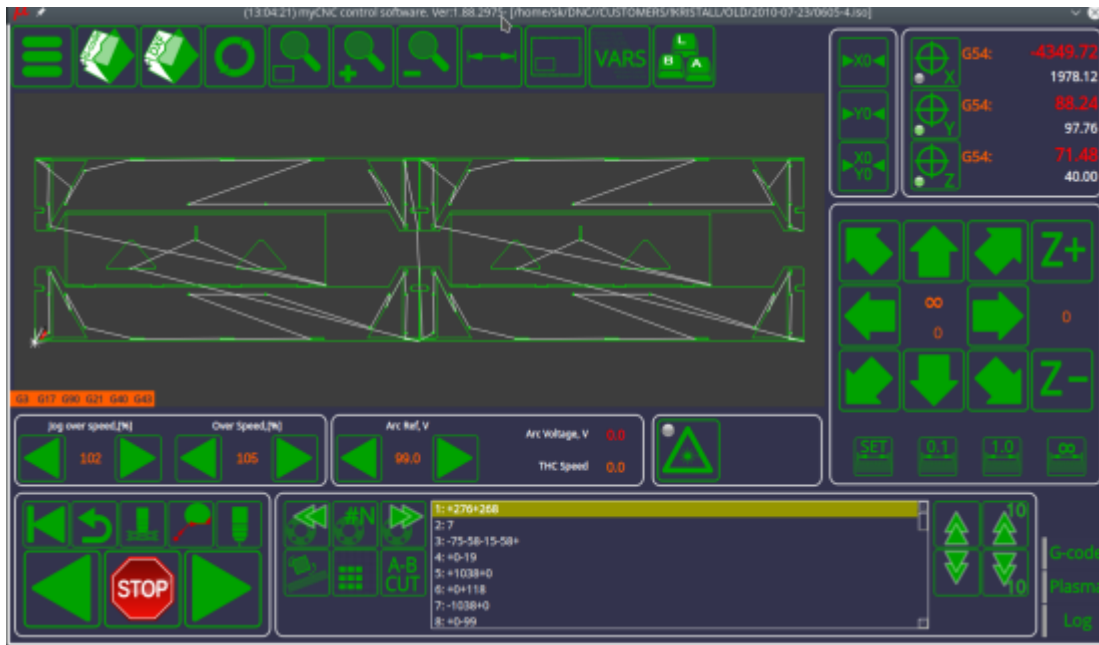 (13:04:21) myCNC control software. Ver:1.88.2975- [/home/sk/DNC//CUSTOMERS/IKRISTALL/OLD/2010-07-23/0605-4.iso]
VARS
L
B A
▶X0◀
X
G54: -4349.72
1978.12
▶Y0◀
Y
G54: 88.24
97.76
X0
Y0
Z
G54: 71.48
40.00
Z+
∞
0
0
Z-
G3 G17 G90 G21 G40 G43
Jog over speed,[%]
102
Over Speed,[%]
105
Arc Ref, V
99.0
Arc Voltage, V 0.0
THC Speed 0.0
SET
0.1
1.0
∞
STOP
#N
A-B
CUT
1: +276+268
2: 7
3: -75-58-15-58+
4: +0-19
5: +1038+0
6: +0+118
7: -1038+0
8: +0-99
10
10
G-code
Plasma
Log